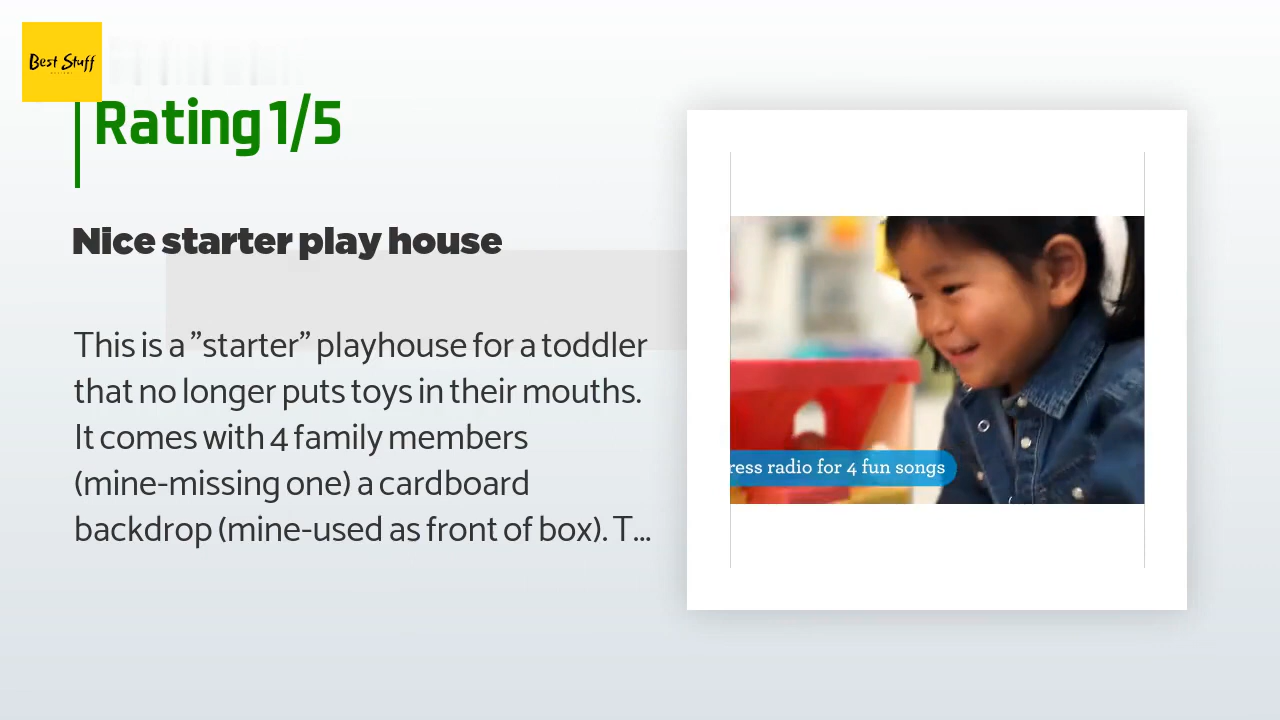 Best Stuff
Rating 1/5
Nice starter play house
This is a "starter" playhouse for a toddler
that no longer puts toys in their mouths.
It comes with 4 family members
(mine-missing one) a cardboard
backdrop (mine-used as front of box). T...
ress radio for 4 fun songs